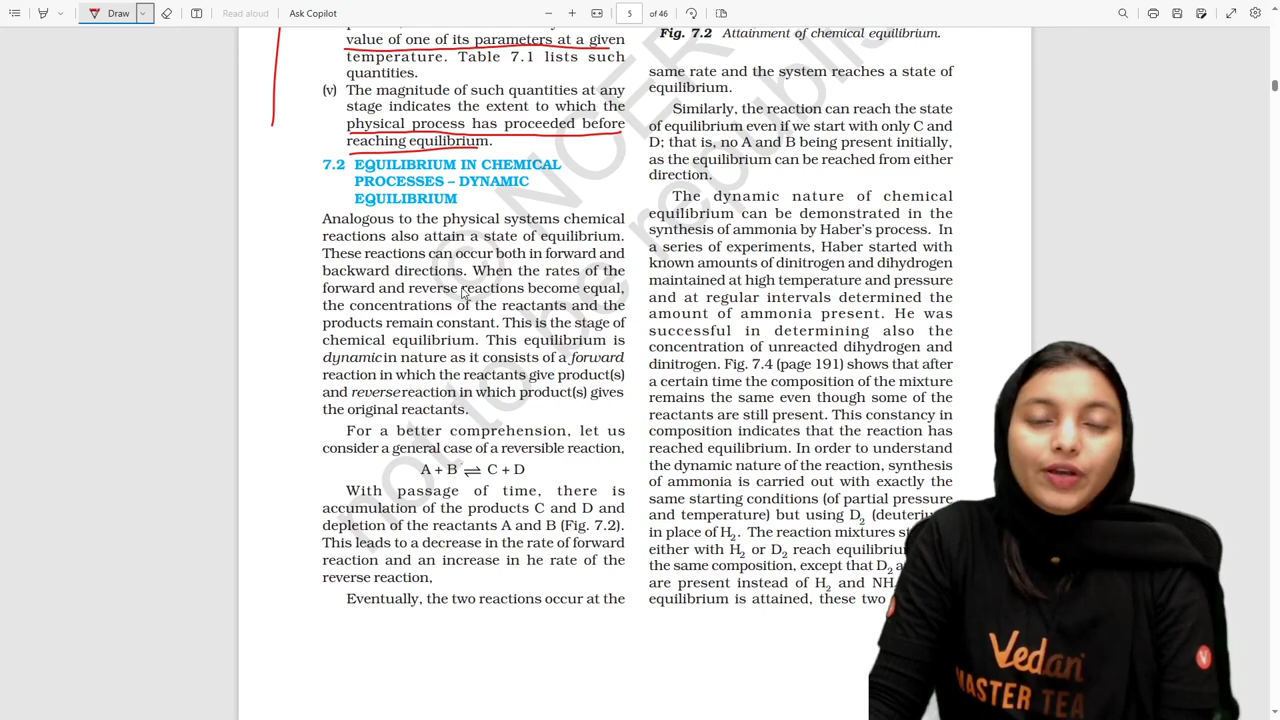 Draw
Read aloud
Ask Copilot
5
of 46
value of one of its parameters at a given
temperature. Table 7.1 lists such
quantities.
(v) The magnitude of such quantities at any
stage indicates the extent to which the
physical process has proceeded before
reaching equilibrium.
7.2 EQUILIBRIUM IN CHEMICAL
PROCESSES – DYNAMIC
EQUILIBRIUM
Analogous to the physical systems chemical
reactions also attain a state of equilibrium.
These reactions can occur both in forward and
backward directions. When the rates of the
forward and reverse reactions become equal,
the concentrations of the reactants and the
products remain constant. This is the stage of
chemical equilibrium. This equilibrium is
dynamic in nature as it consists of a forward
reaction in which the reactants give product(s)
and reverse reaction in which product(s) gives
the original reactants.
For a better comprehension, let us
consider a general case of a reversible reaction,
A + B ⇌ C + D
With passage of time, there is
accumulation of the products C and D and
depletion of the reactants A and B (Fig. 7.2).
This leads to a decrease in the rate of forward
reaction and an increase in he rate of the
reverse reaction,
Eventually, the two reactions occur at the
Fig. 7.2 Attainment of chemical equilibrium.
same rate and the system reaches a state of
equilibrium.
Similarly, the reaction can reach the state
of equilibrium even if we start with only C and
D; that is, no A and B being present initially,
as the equilibrium can be reached from either
direction.
The dynamic nature of chemical
equilibrium can be demonstrated in the
synthesis of ammonia by Haber's process. In
a series of experiments, Haber started with
known amounts of dinitrogen and dihydrogen
maintained at high temperature and pressure
and at regular intervals determined the
amount of ammonia present. He was
successful in determining also the
concentration of unreacted dihydrogen and
dinitrogen. Fig. 7.4 (page 191) shows that after
a certain time the composition of the mixture
remains the same even though some of the
reactants are still present. This constancy in
composition indicates that the reaction has
reached equilibrium. In order to understand
the dynamic nature of the reaction, synthesis
of ammonia is carried out with exactly the
same starting conditions (of partial pressure
and temperature) but using D₂ (deuterium
in place of H₂. The reaction mixtures
either with H₂ or D₂ reach
the same composition, except that D₂
are present instead of H₂ and
equilibrium is attained, these two
© NCER
not to be republis
Vedan
MASTER TEA
V